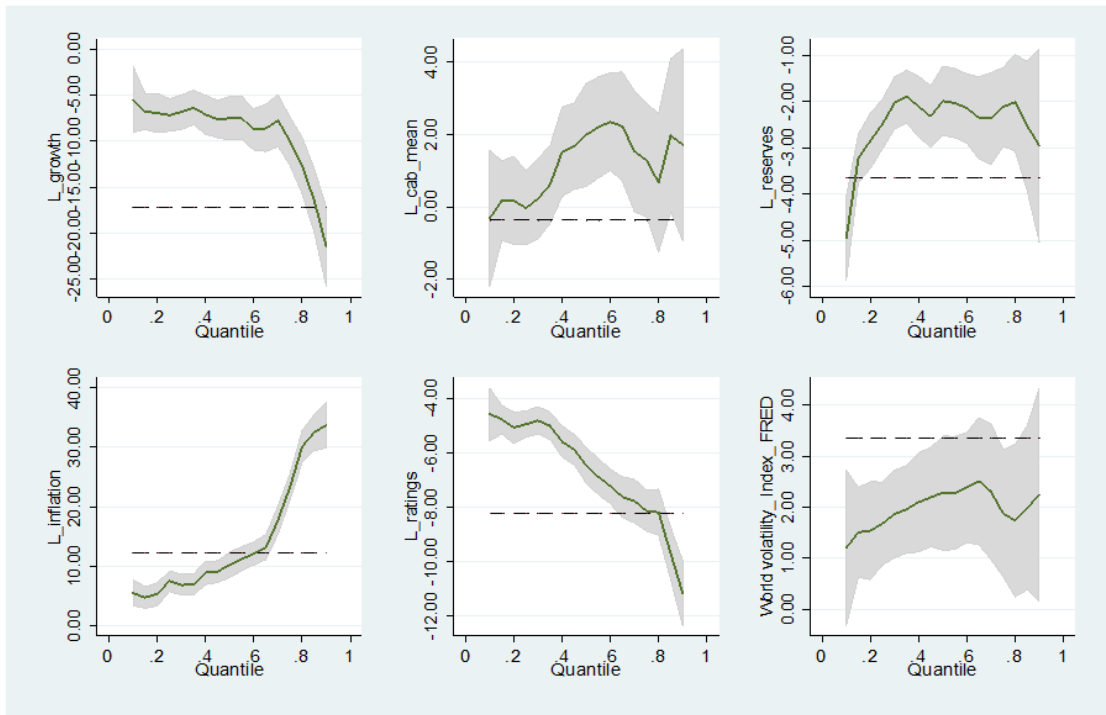 L_growth
0.00
-5.00
-10.00
-15.00
-20.00
-25.00
0 .2 .4 .6 .8 1
Quantile
L_cab_mean
4.00
2.00
0.00
-2.00
0 .2 .4 .6 .8 1
Quantile
L_reserves
-1.00
-2.00
-3.00
-4.00
-5.00
-6.00
0 .2 .4 .6 .8 1
Quantile
L_inflation
40.00
30.00
20.00
10.00
0.00
0 .2 .4 .6 .8 1
Quantile
L_ratings
-4.00
-6.00
-8.00
-10.00
-12.00
0 .2 .4 .6 .8 1
Quantile
World volatility_Index_ FRED
4.00
3.00
2.00
1.00
0.00
0 .2 .4 .6 .8 1
Quantile